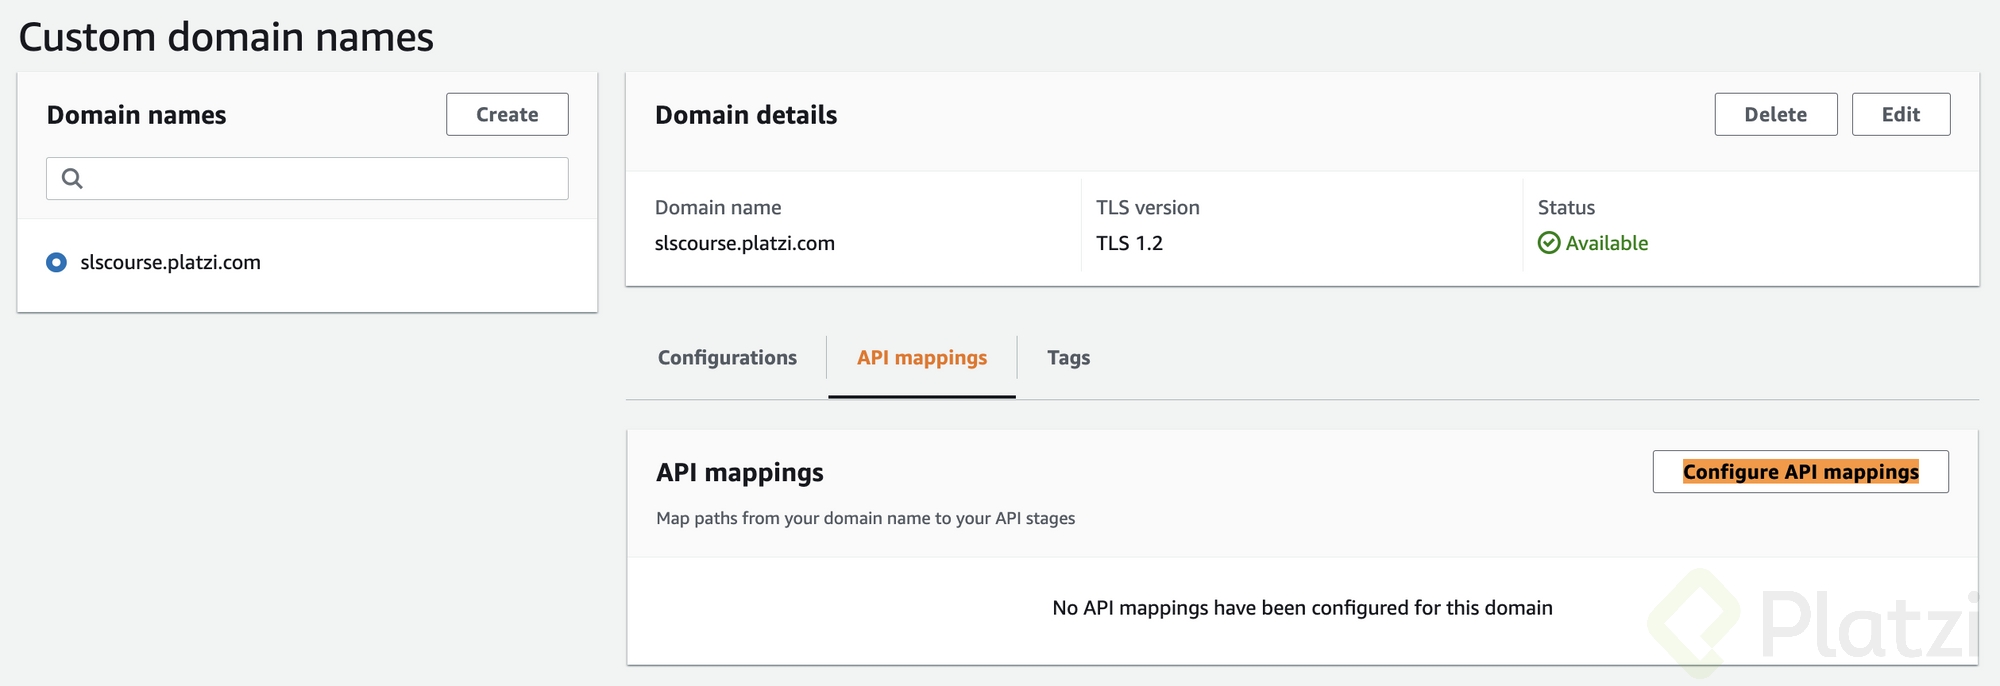 Custom domain names
Domain names
Create
slscourse.platzi.com
Domain details
Delete
Edit
Domain name
slscourse.platzi.com
TLS version
TLS 1.2
Status
Available
Configurations
API mappings
Tags
API mappings
Configure API mappings
Map paths from your domain name to your API stages
No API mappings have been configured for this domain
Platzi